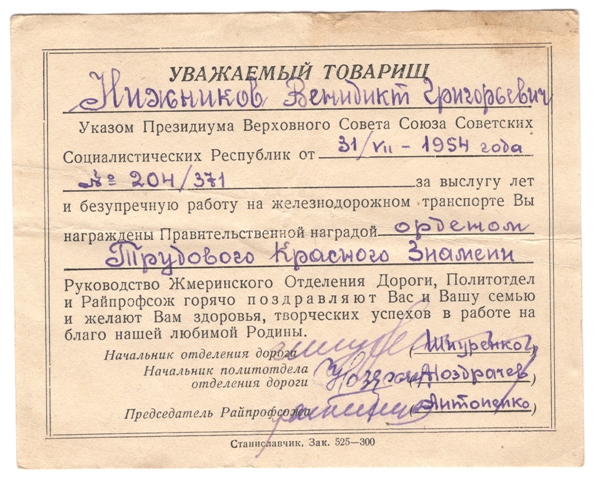 УВАЖАЕМЫЙ ТОВАРИЩ
Нижников Венидикт Григорьевич
Указом Президиума Верховного Совета Союза Советских
Социалистических Республик от 31/VII-1954 года
№ 204/371 за выслугу лет
и безупречную работу на железнодорожном транспорте Вы
награждены Правительственной наградой орденом
Трудового Красного Знамени
Руководство Жмеринского Отделения Дороги, Политотдел
и Райпрофсож горячо поздравляют Вас и Вашу семью
и желают Вам здоровья, творческих успехов в работе на
благо нашей любимой Родины.
Начальник отделения дороги (Шпуренко)
Начальник политотдела
отделения дороги (Ноздрачев)
Председатель Райпрофсожа (Антоненко)
Станиславчик, Зак. 525—300